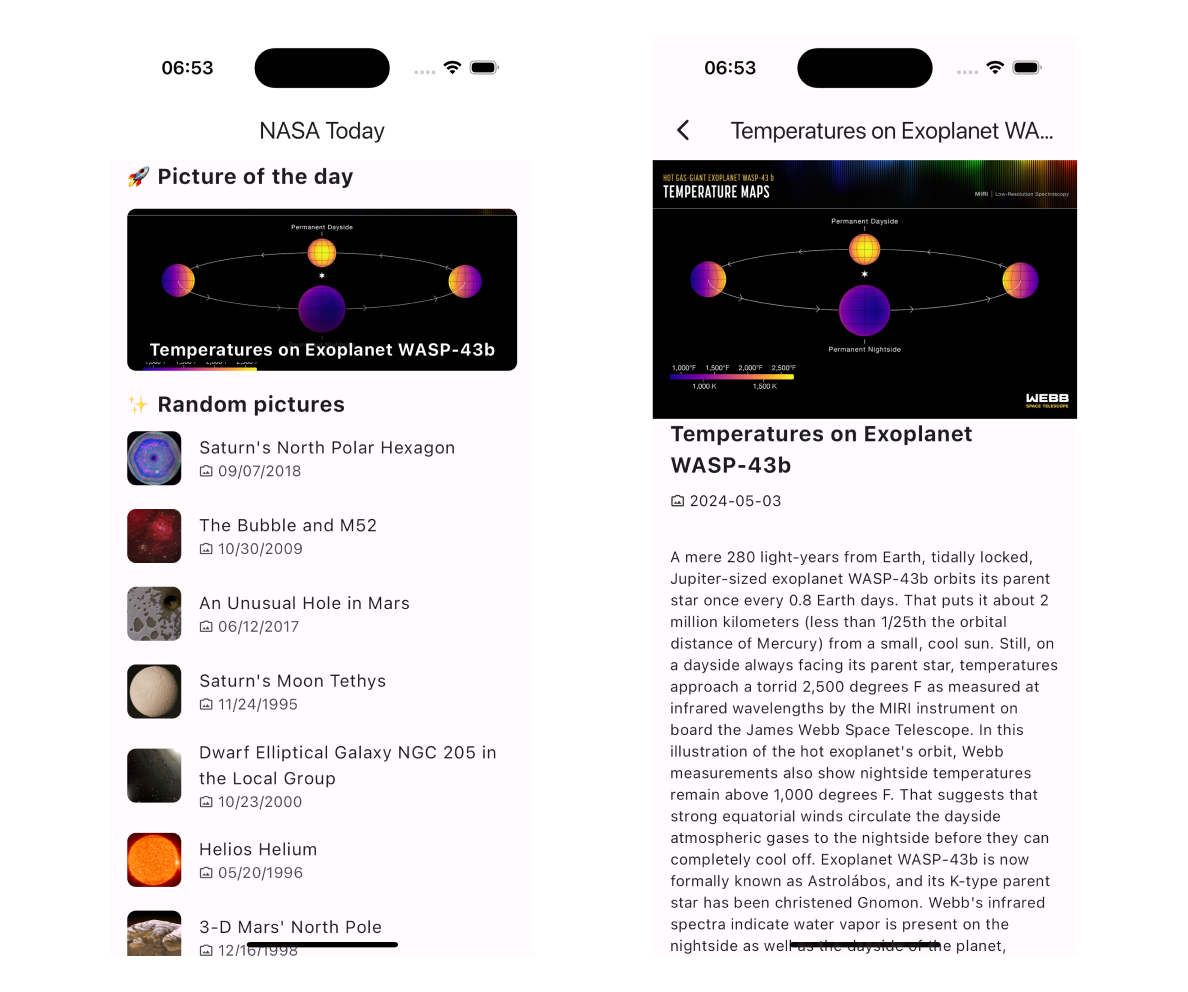 06:53
NASA Today
🚀 Picture of the day
Permanent Dayside
Temperatures on Exoplanet WASP-43b
✨ Random pictures
Saturn's North Polar Hexagon
09/07/2018
The Bubble and M52
10/30/2009
An Unusual Hole in Mars
06/12/2017
Saturn's Moon Tethys
11/24/1995
Dwarf Elliptical Galaxy NGC 205 in
the Local Group
10/23/2000
Helios Helium
05/20/1996
3-D Mars' North Pole
12/16/1998
06:53
Temperatures on Exoplanet WA...
HOT GAS-GIANT EXOPLANET WASP-43 b
TEMPERATURE MAPS
MIRI | Low-Resolution Spectroscopy
Permanent Dayside
Permanent Nightside
1,000°F 1,500°F 2,000°F 2,500°F
1,000 K 1,500 K
WEBB
SPACE TELESCOPE
Temperatures on Exoplanet
WASP-43b
2024-05-03
A mere 280 light-years from Earth, tidally locked,
Jupiter-sized exoplanet WASP-43b orbits its parent
star once every 0.8 Earth days. That puts it about 2
million kilometers (less than 1/25th the orbital
distance of Mercury) from a small, cool sun. Still, on
a dayside always facing its parent star, temperatures
approach a torrid 2,500 degrees F as measured at
infrared wavelengths by the MIRI instrument on
board the James Webb Space Telescope. In this
illustration of the hot exoplanet's orbit, Webb
measurements also show nightside temperatures
remain above 1,000 degrees F. That suggests that
strong equatorial winds circulate the dayside
atmospheric gases to the nightside before they can
completely cool off. Exoplanet WASP-43b is now
formally known as Astrolábos, and its K-type parent
star has been christened Gnomon. Webb's infrared
spectra indicate water vapor is present on the
nightside as well as the dayside of the planet,